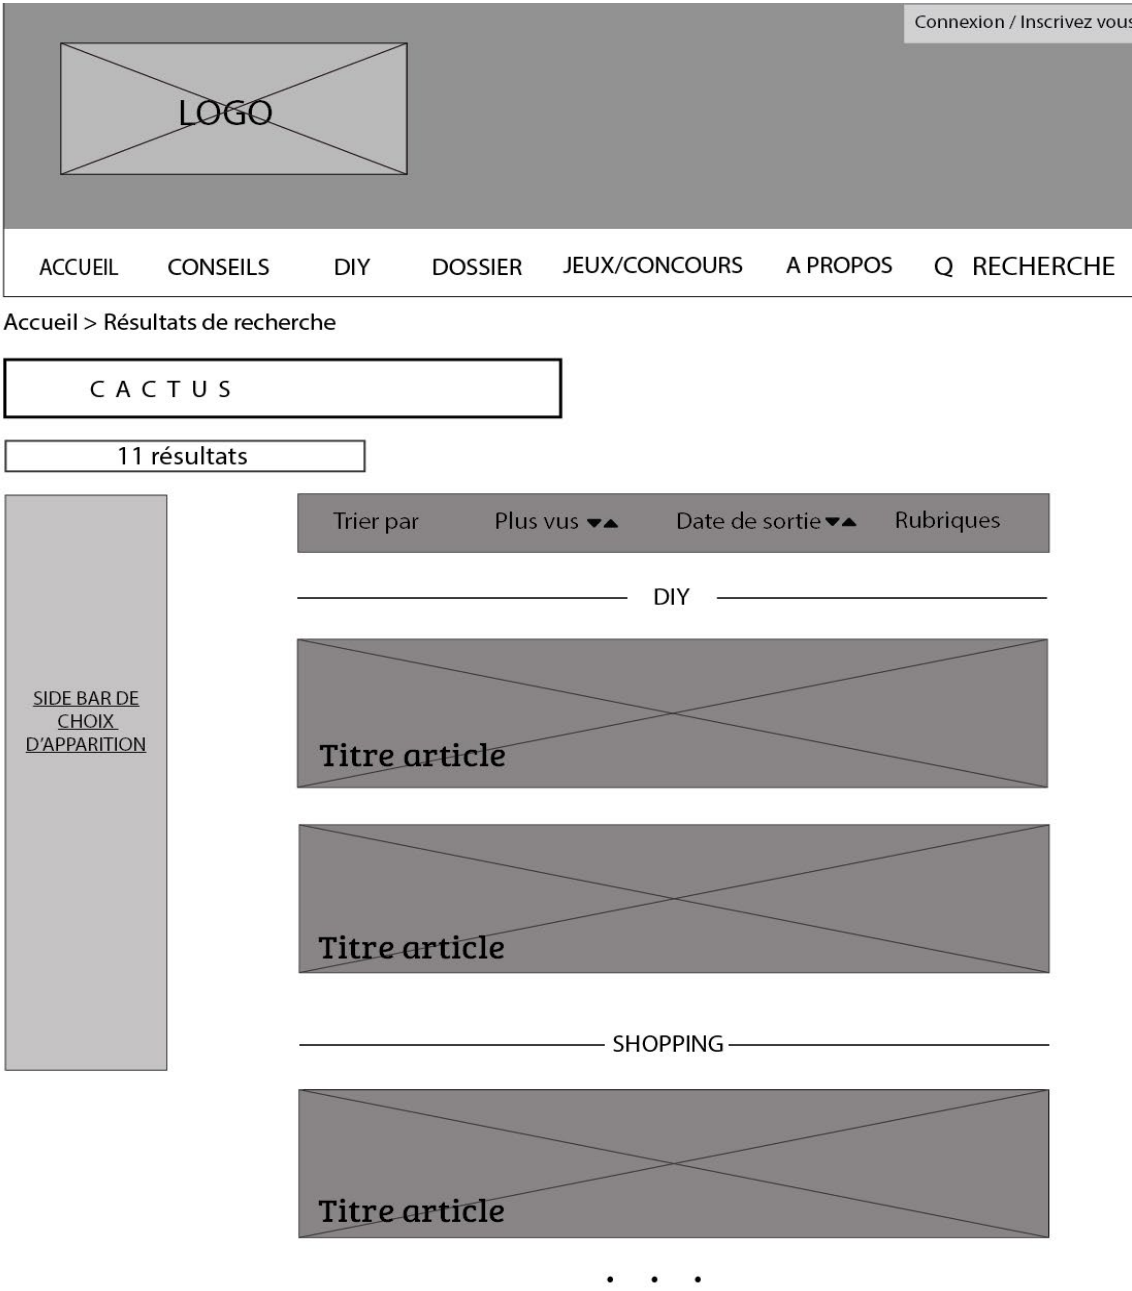 Connexion / Inscrivez vous
LOGO
ACCUEIL CONSEILS DIY DOSSIER JEUX/CONCOURS A PROPOS Q RECHERCHE
Accueil > Résultats de recherche
CACTUS
11 résultats
Trier par Plus vus ▼▲ Date de sortie ▼▲ Rubriques
DIY
SIDE BAR DE
CHOIX
D'APPARITION
Titre article
Titre article
SHOPPING
Titre article
. . .